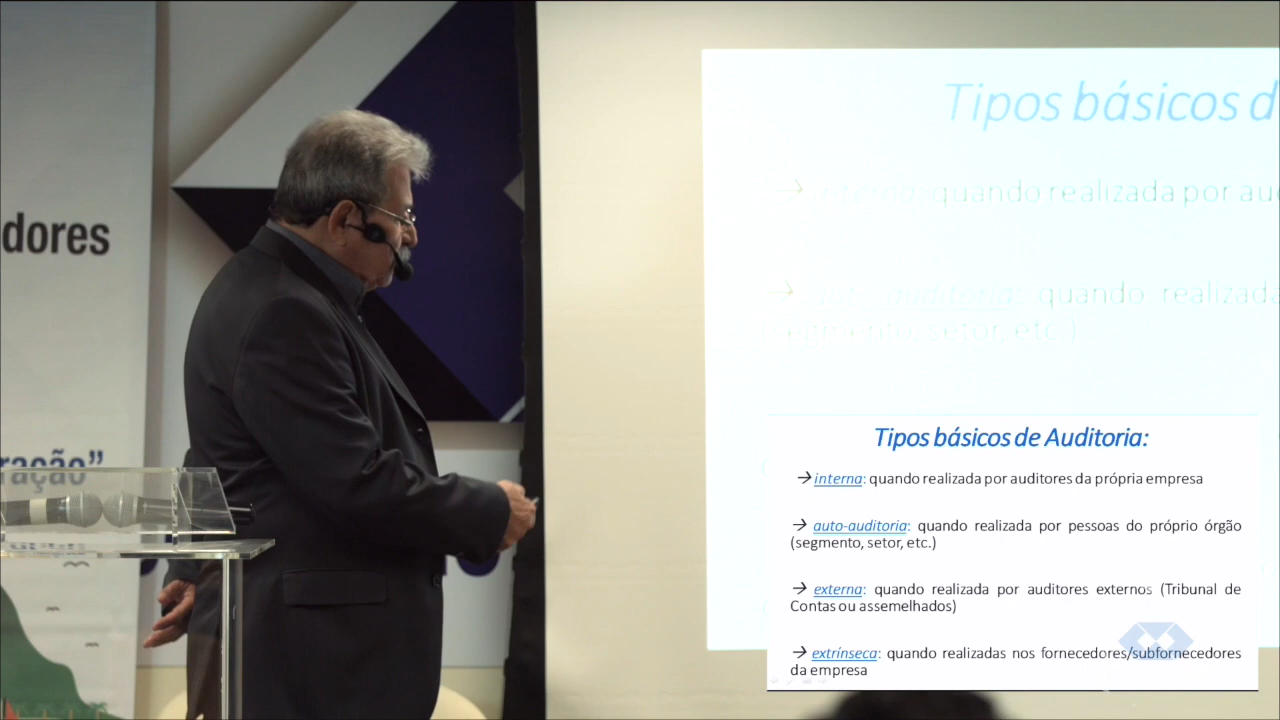 dores
ração”
Tipos básicos d
→ interna: quando realizada por au
→ auto-auditoria: quando realizada
(segmento, setor, etc.)
Tipos básicos de Auditoria:
→ interna: quando realizada por auditores da própria empresa
→ auto-auditoria: quando realizada por pessoas do próprio órgão
(segmento, setor, etc.)
→ externa: quando realizada por auditores externos (Tribunal de
Contas ou assemelhados)
→ extrínseca: quando realizadas nos fornecedores/subfornecedores
da empresa